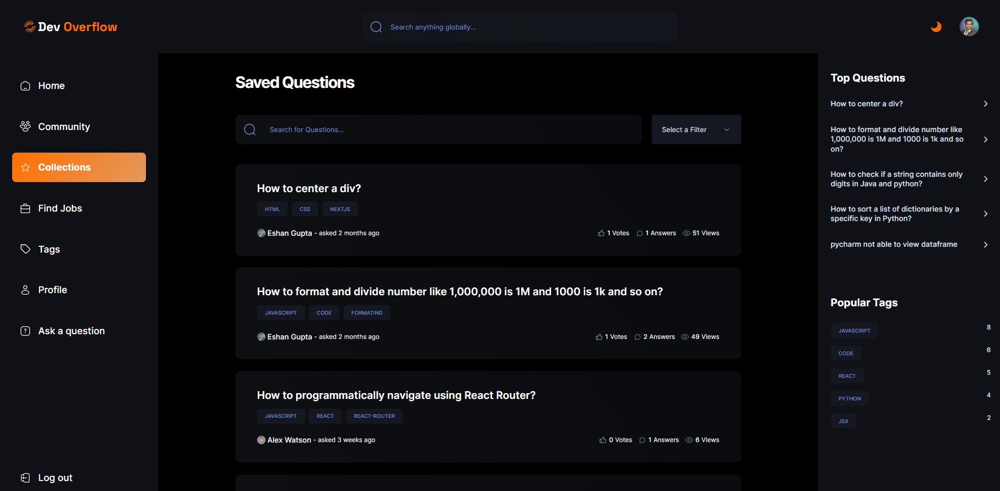 Dev Overflow
Search anything globally...
Home
Community
Collections
Find Jobs
Tags
Profile
Ask a question
Log out
Saved Questions
Search for Questions...
Select a Filter
How to center a div?
HTML CSS NEXTJS
Eshan Gupta - asked 2 months ago
1 Votes 1 Answers 51 Views
How to format and divide number like 1,000,000 is 1M and 1000 is 1k and so on?
JAVASCRIPT CODE FORMATING
Eshan Gupta - asked 2 months ago
1 Votes 2 Answers 49 Views
How to programmatically navigate using React Router?
JAVASCRIPT REACT REACT-ROUTER
Alex Watson - asked 3 weeks ago
0 Votes 1 Answers 6 Views
Top Questions
How to center a div?
How to format and divide number like
1,000,000 is 1M and 1000 is 1k and so
on?
How to check if a string contains only
digits in Java and python?
How to sort a list of dictionaries by a
specific key in Python?
pycharm not able to view dataframe
Popular Tags
JAVASCRIPT 8
CODE 6
REACT 5
PYTHON 4
JSX 2